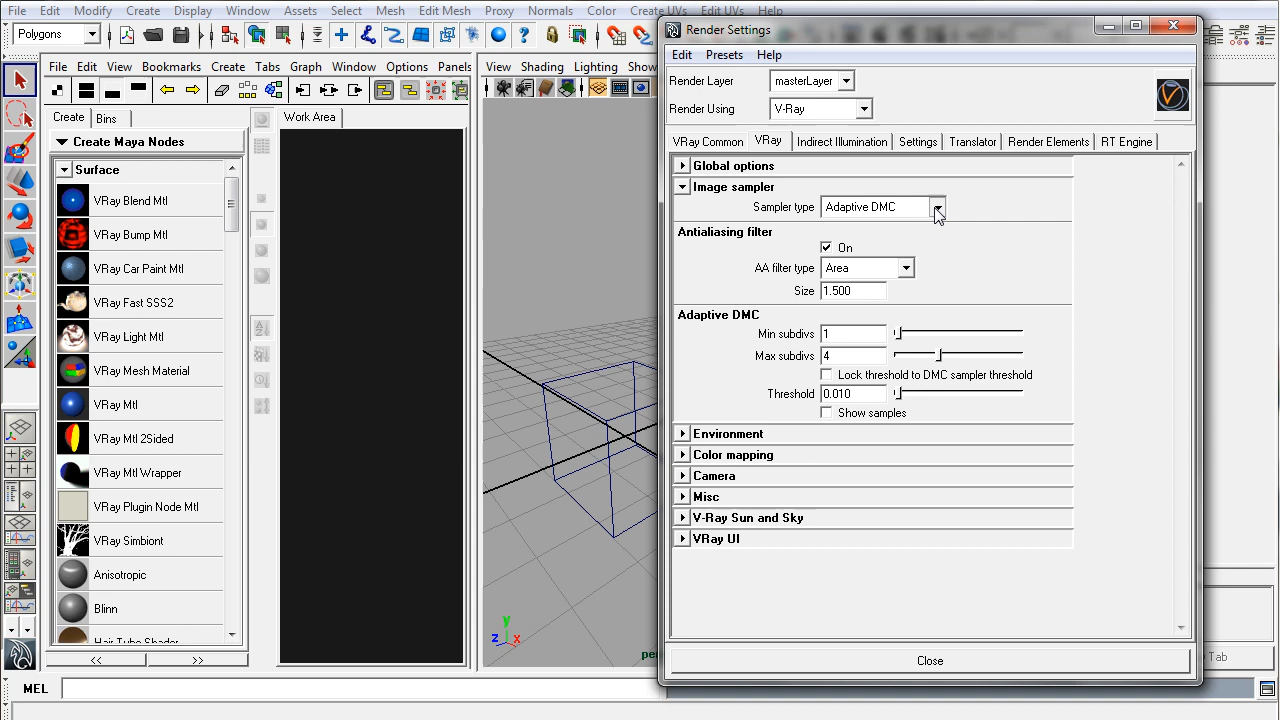 File Edit Modify Create Display Window Assets Select Mesh Edit Mesh Proxy Normals Color Create UVs Edit UVs Help
Polygons
File Edit View Bookmarks Create Tabs Graph Window Options Panels
Create Bins
Create Maya Nodes
Surface
VRay Blend Mtl
VRay Bump Mtl
VRay Car Paint Mtl
VRay Fast SSS2
VRay Light Mtl
VRay Mesh Material
VRay Mtl
VRay Mtl 2Sided
VRay Mtl Wrapper
VRay Plugin Node Mtl
VRay Simbiont
Anisotropic
Blinn
Hair Tube Shader
<< >>
Work Area
View Shading Lighting Show
y
z x
Render Settings
Edit Presets Help
Render Layer masterLayer
Render Using V-Ray
VRay Common VRay Indirect Illumination Settings Translator Render Elements RT Engine
Global options
Image sampler
Sampler type Adaptive DMC
Antialiasing filter
On
AA filter type Area
Size 1.500
Adaptive DMC
Min subdivs 1
Max subdivs 4
Lock threshold to DMC sampler threshold
Threshold 0.010
Show samples
Environment
Color mapping
Camera
Misc
V-Ray Sun and Sky
VRay UI
Close
Tab
MEL